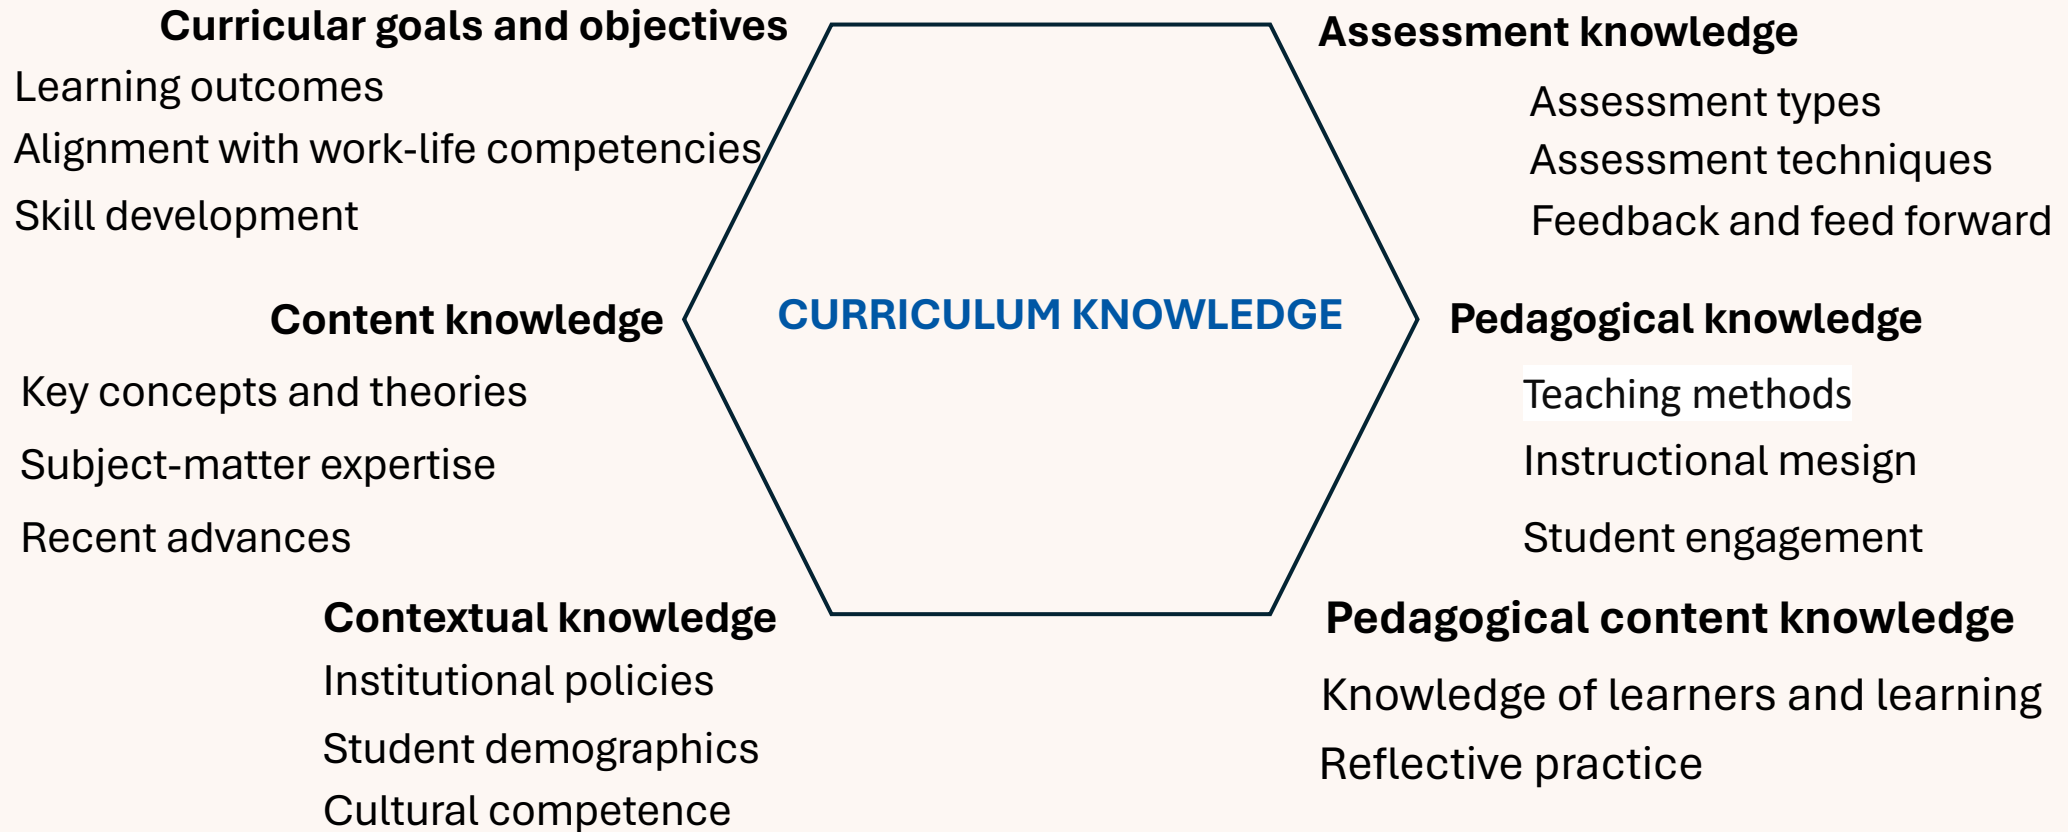 Curricular goals and objectives
Learning outcomes
Alignment with work-life competencies
Skill development
Assessment knowledge
Assessment types
Assessment techniques
Feedback and feed forward
CURRICULUM KNOWLEDGE
Content knowledge
Key concepts and theories
Subject-matter expertise
Recent advances
Pedagogical knowledge
Teaching methods
Instructional mesign
Student engagement
Contextual knowledge
Institutional policies
Student demographics
Cultural competence
Pedagogical content knowledge
Knowledge of learners and learning
Reflective practice